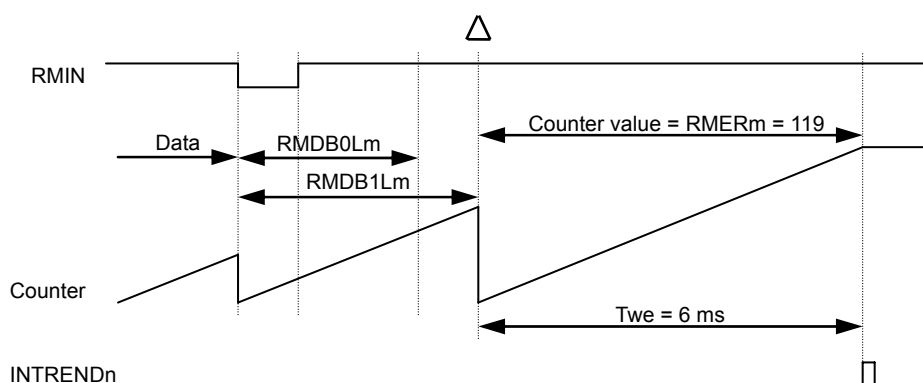 RMIN
Counter value = RMERm = 119
Data
RMDB0Lm
RMDB1Lm
Counter
Twe = 6 ms
INTRENDn